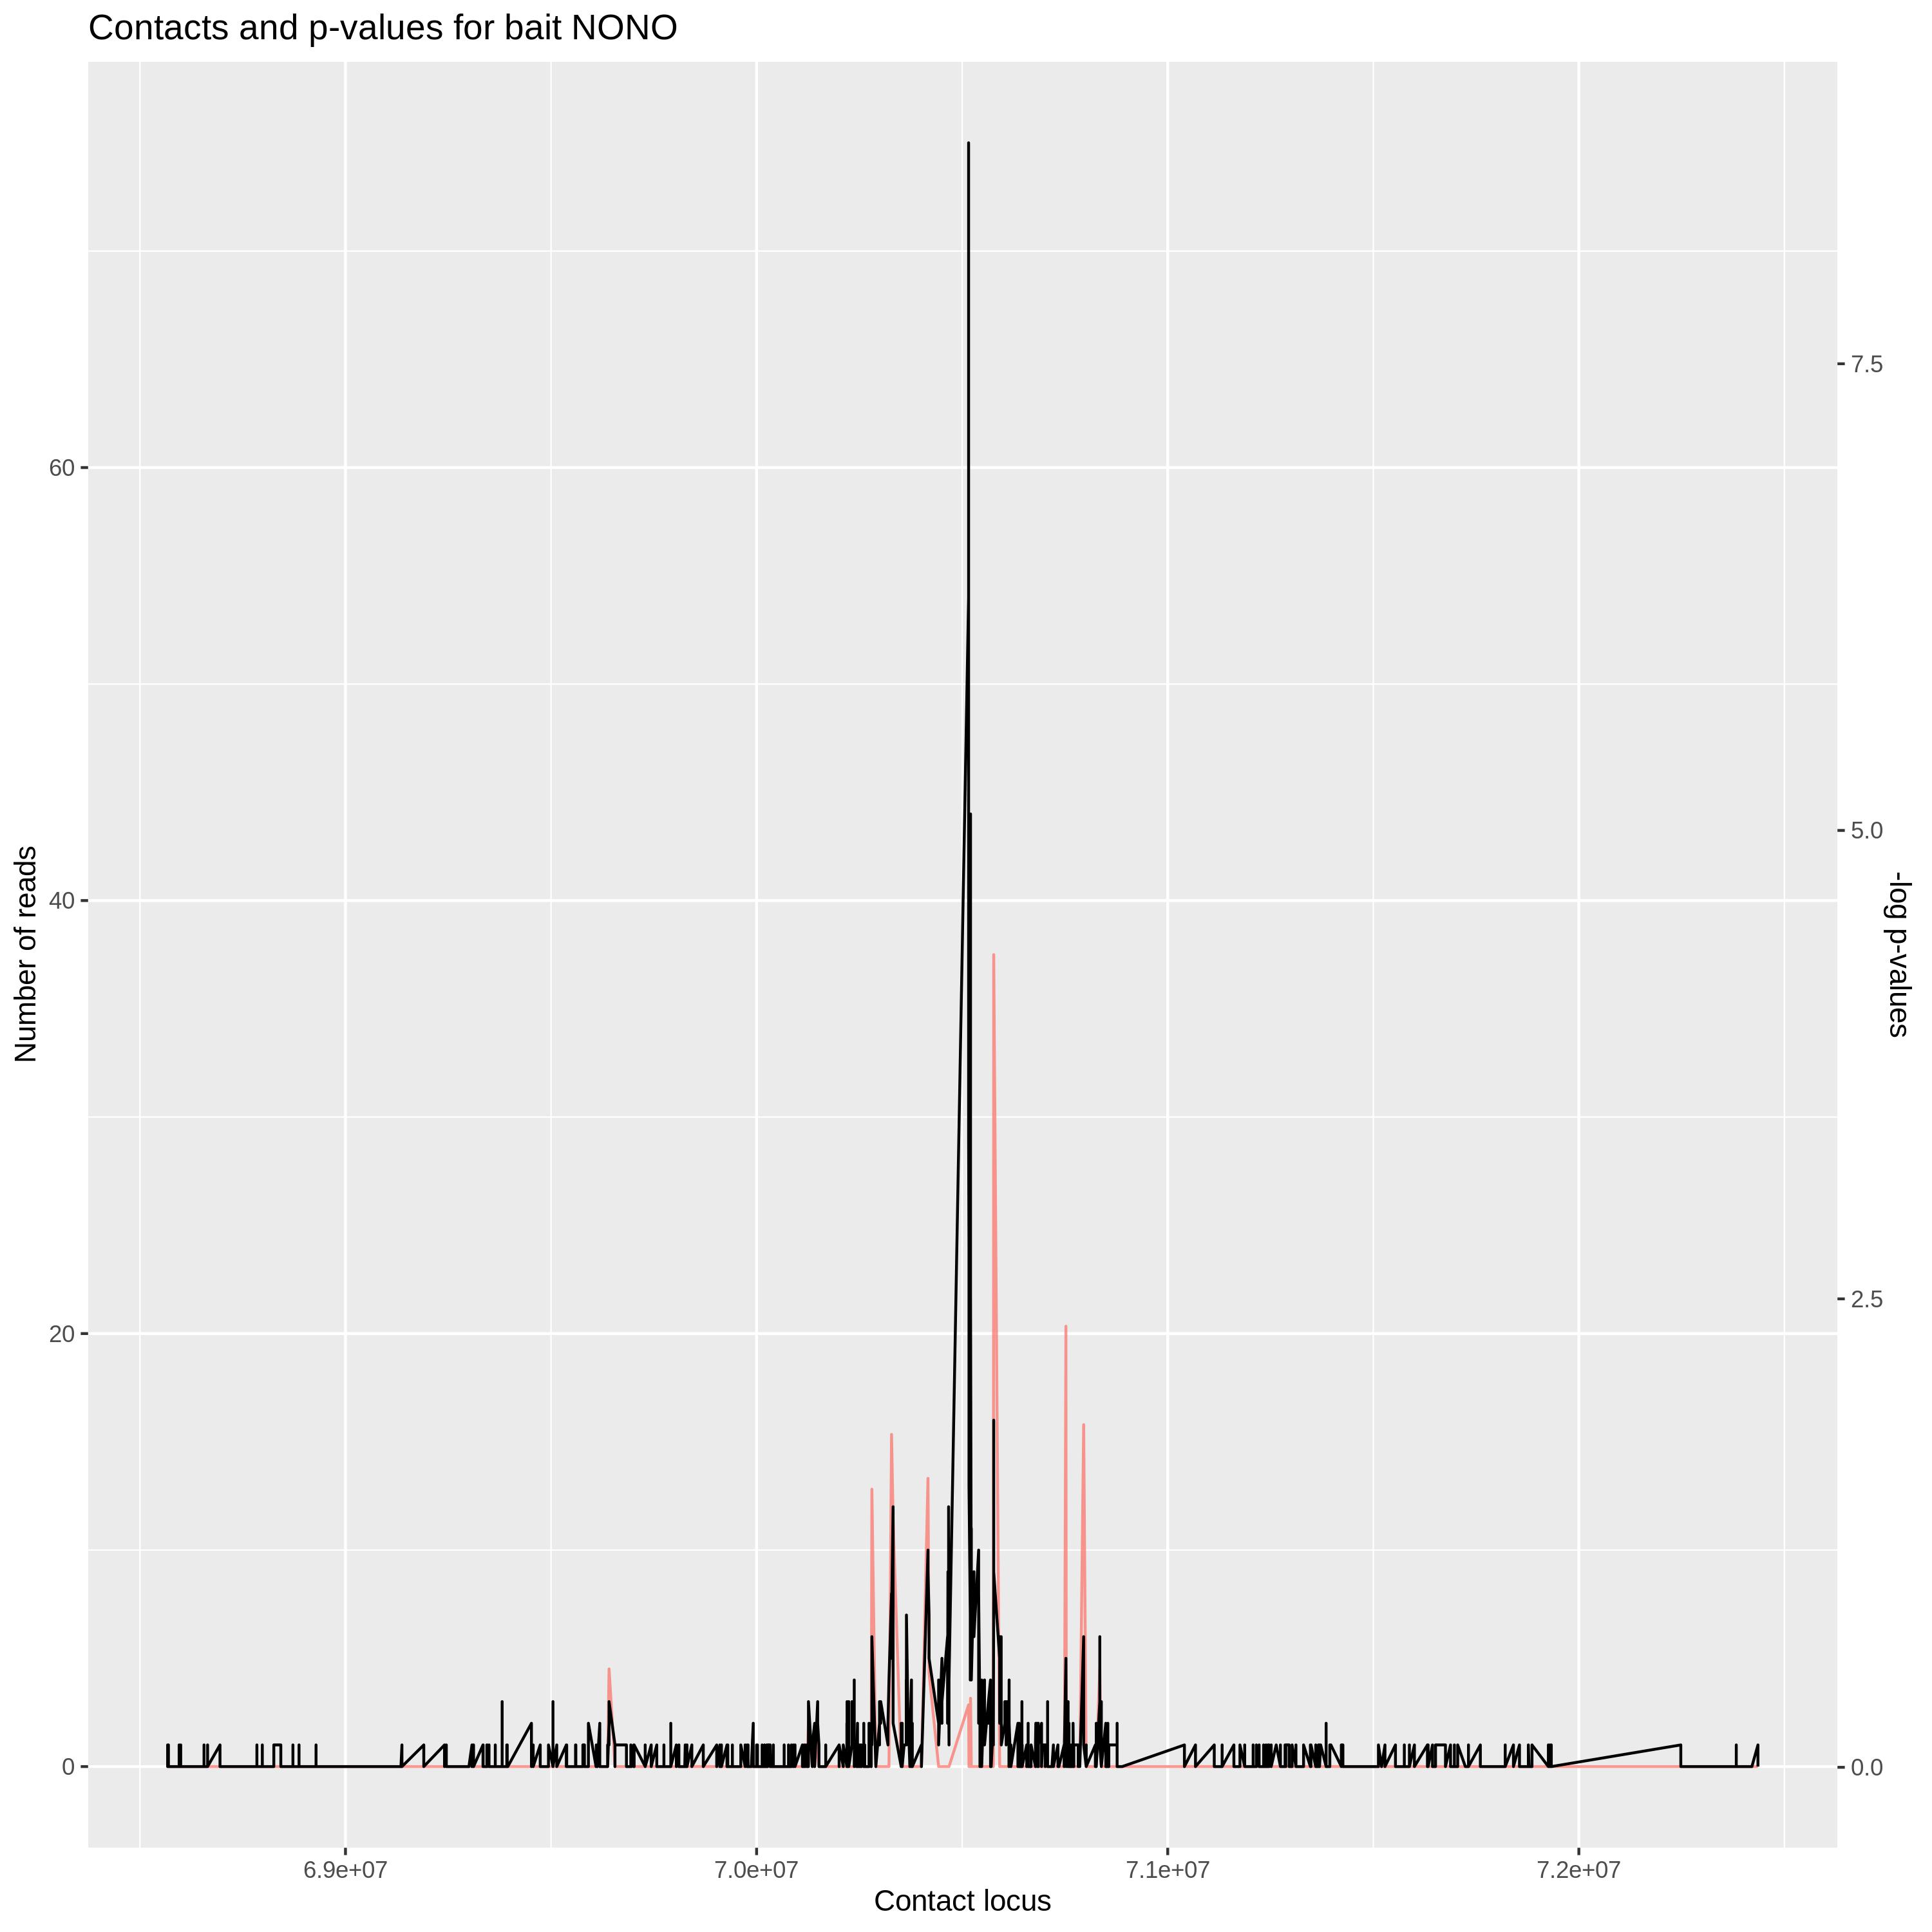 Contacts and p-values for bait NONO
Number of reads
60
40
20
0
7.5
5.0
2.5
0.0
-log p-values
6.9e+07
7.0e+07
7.1e+07
7.2e+07
Contact locus